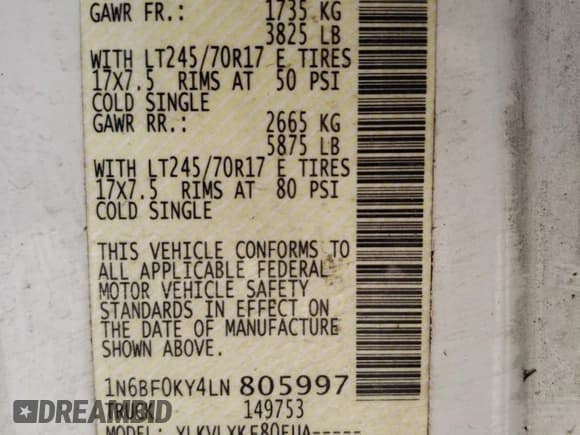 GAWR FR.: 1735 KG
3825 LB
WITH LT245/70R17 E TIRES
17X7.5 RIMS AT 50 PSI
COLD SINGLE
GAWR RR.: 2665 KG
5875 LB
WITH LT245/70R17 E TIRES
17X7.5 RIMS AT 80 PSI
COLD SINGLE
THIS VEHICLE CONFORMS TO
ALL APPLICABLE FEDERAL
MOTOR VEHICLE SAFETY
STANDARDS IN EFFECT ON
THE DATE OF MANUFACTURE
SHOWN ABOVE.
1N6BF0KY4LN 805997
TRUCK 149753
MODEL:
DREAMBID